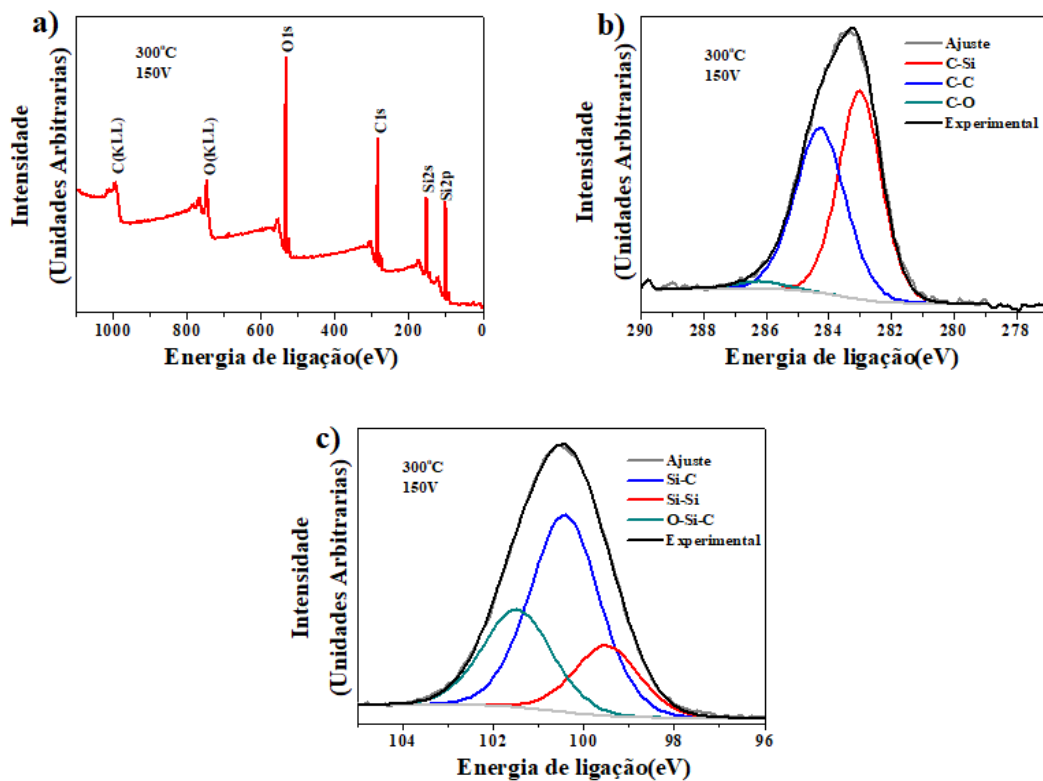 a)
300°C
150V
C(KLL)
O(KLL)
O1s
C1s
Si2s
Si2p
Intensidade
(Unidades Arbitrarias)
1000 800 600 400 200 0
Energia de ligação(eV)
b)
300°C
150V
Ajuste
C-Si
C-C
C-O
Experimental
Intensidade
(Unidades Arbitrarias)
290 288 286 284 282 280 278
Energia de ligação(eV)
c)
300°C
150V
Ajuste
Si-C
Si-Si
O-Si-C
Experimental
Intensidade
(Unidades Arbitrarias)
104 102 100 98 96
Energia de ligação(eV)